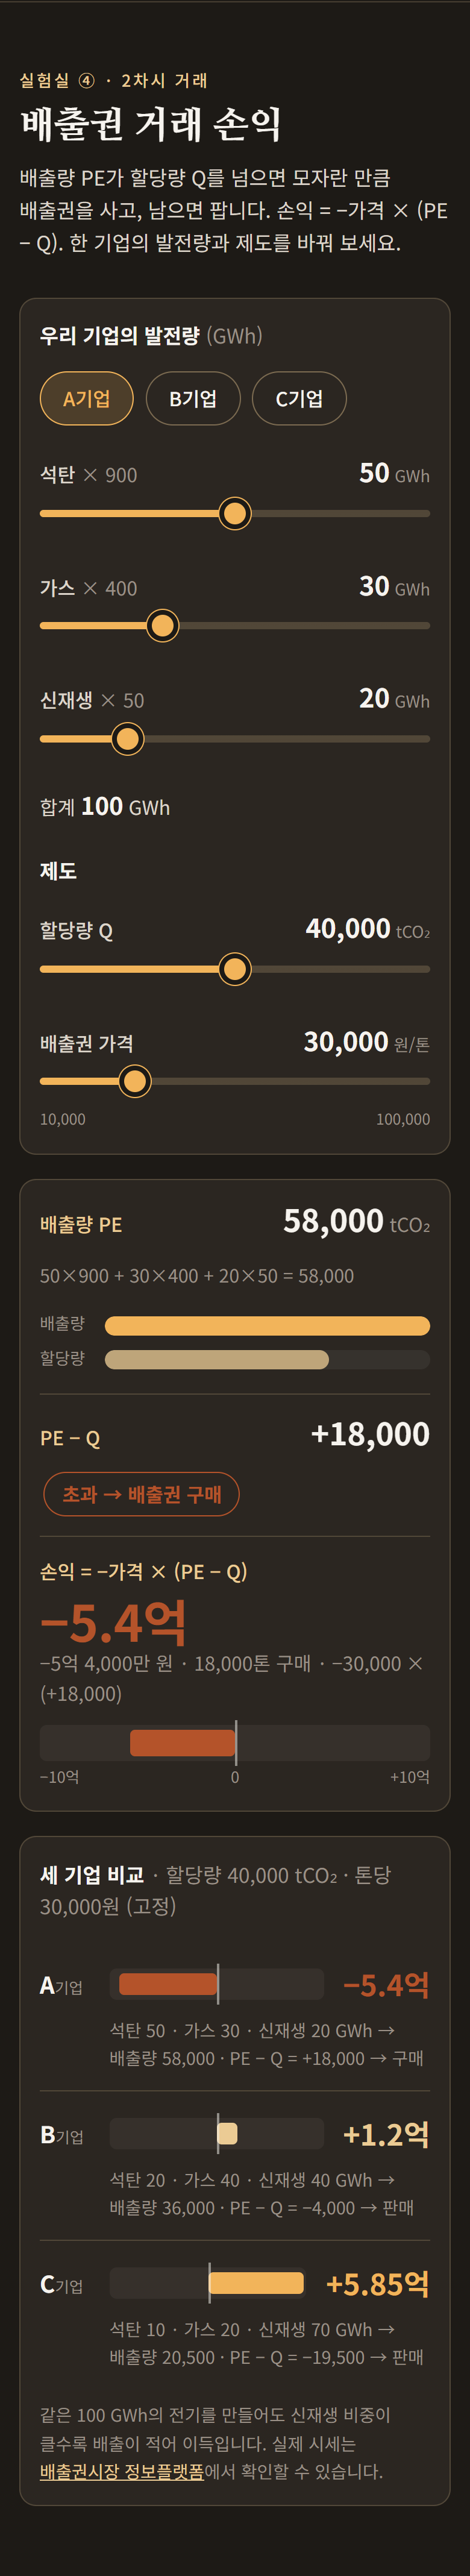 실험실 ④ · 2차시 거래
배출권 거래 손익
배출량 PE가 할당량 Q를 넘으면 모자란 만큼
배출권을 사고, 남으면 팝니다. 손익 = −가격 × (PE
− Q). 한 기업의 발전량과 제도를 바꿔 보세요.
우리 기업의 발전량 (GWh)
A기업 B기업 C기업
석탄 × 900 50 GWh
가스 × 400 30 GWh
신재생 × 50 20 GWh
합계 100 GWh
제도
할당량 Q 40,000 tCO₂
배출권 가격 30,000 원/톤
10,000 100,000
배출량 PE 58,000 tCO₂
50×900 + 30×400 + 20×50 = 58,000
배출량
할당량
PE − Q +18,000
초과 → 배출권 구매
손익 = −가격 × (PE − Q)
−5.4억
−5억 4,000만 원 · 18,000톤 구매 · −30,000 ×
(+18,000)
−10억 0 +10억
세 기업 비교 · 할당량 40,000 tCO₂ · 톤당
30,000원 (고정)
A기업 −5.4억
석탄 50 · 가스 30 · 신재생 20 GWh →
배출량 58,000 · PE − Q = +18,000 → 구매
B기업 +1.2억
석탄 20 · 가스 40 · 신재생 40 GWh →
배출량 36,000 · PE − Q = −4,000 → 판매
C기업 +5.85억
석탄 10 · 가스 20 · 신재생 70 GWh →
배출량 20,500 · PE − Q = −19,500 → 판매
같은 100 GWh의 전기를 만들어도 신재생 비중이
클수록 배출이 적어 이득입니다. 실제 시세는
배출권시장 정보플랫폼에서 확인할 수 있습니다.